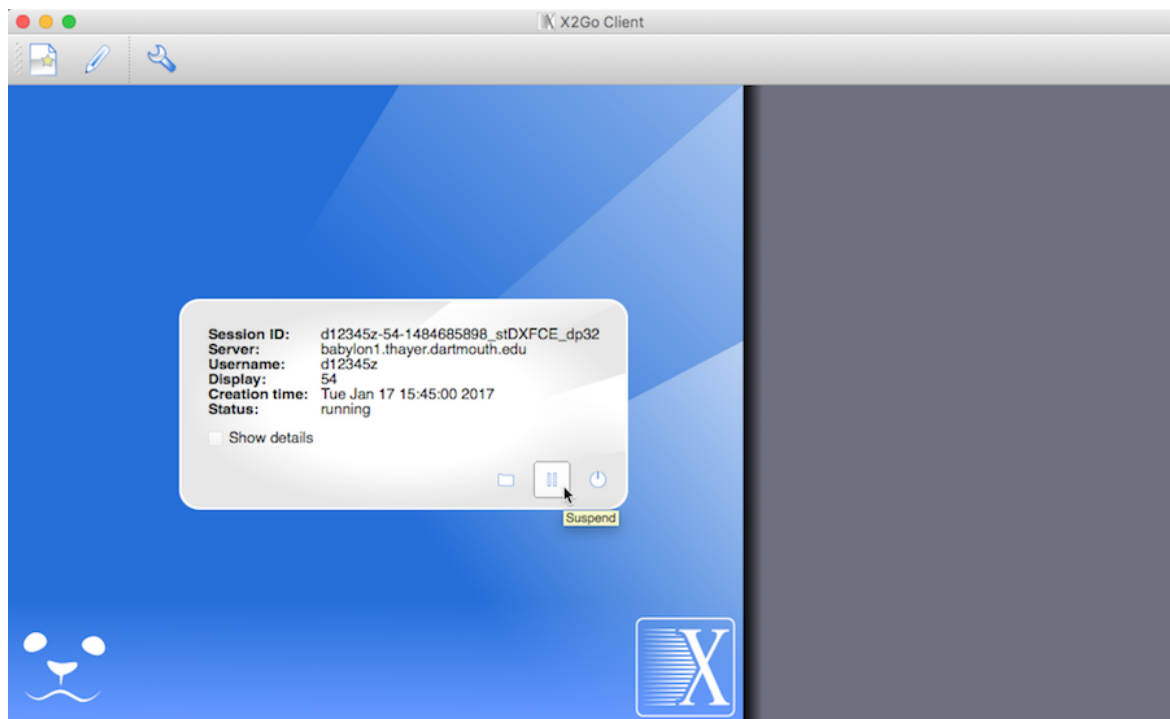 X2Go Client
Session ID: d12345z-54-1484685898_stDXFCE_dp32
Server: babylon1.thayer.dartmouth.edu
Username: d12345z
Display: 54
Creation time: Tue Jan 17 15:45:00 2017
Status: running
Show details
Suspend
X